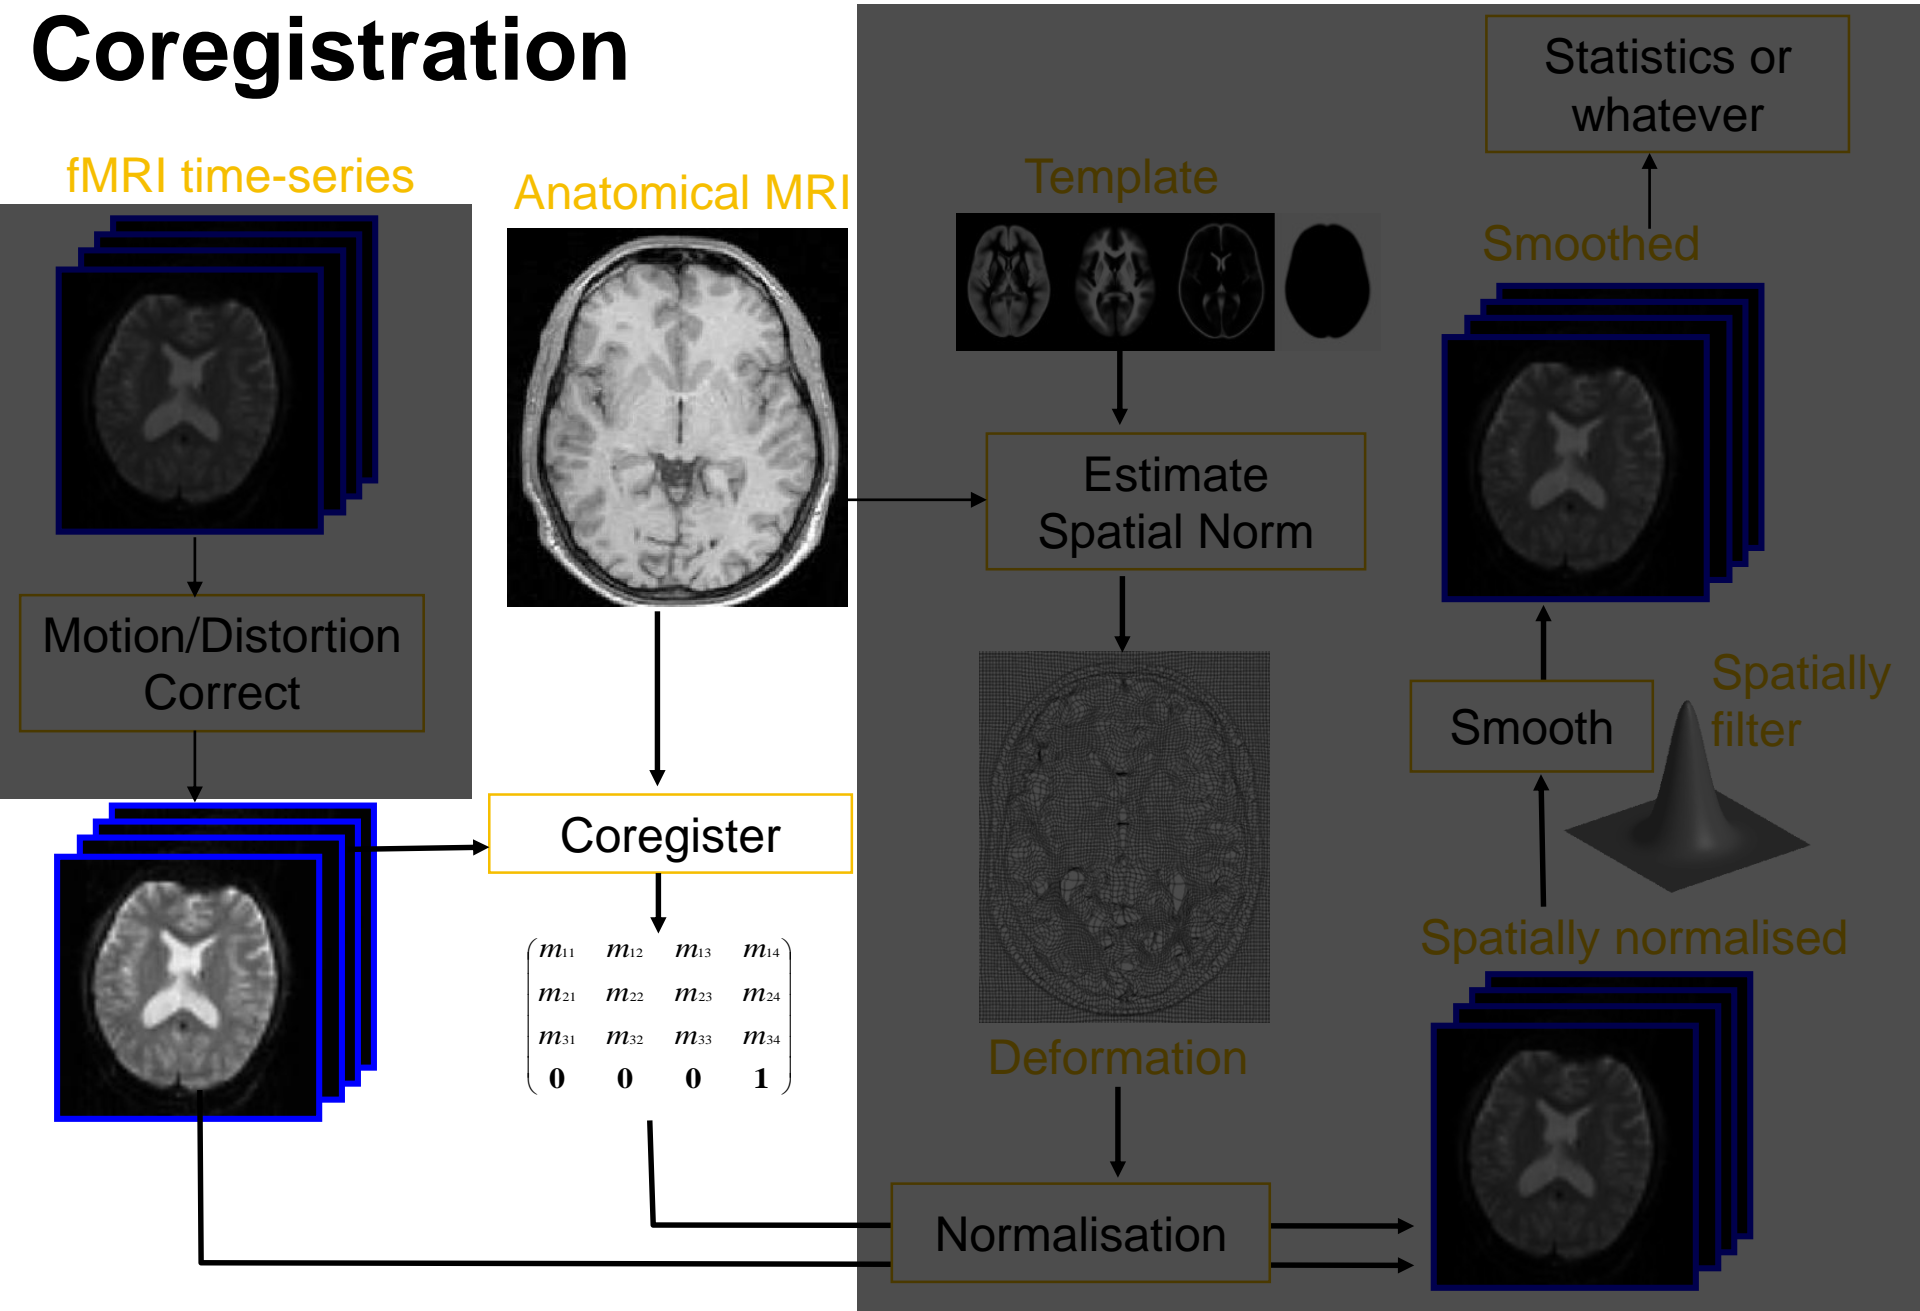 Coregistration
fMRI time-series
Anatomical MRI
Template
Statistics or
whatever
Smoothed
Estimate
Spatial Norm
Motion/Distortion
Correct
Spatially
filter
Smooth
Coregister
m11 m12 m13 m14
m21 m22 m23 m24
m31 m32 m33 m34
0 0 0 1
Spatially normalised
Deformation
Normalisation